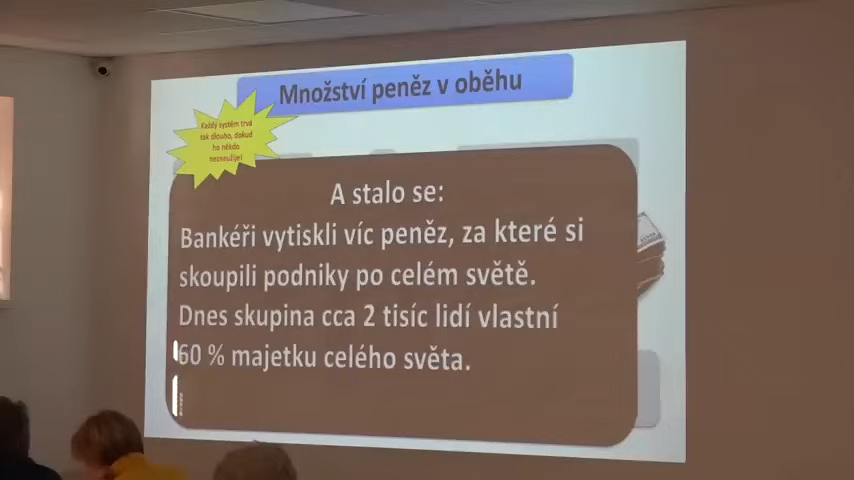 Množství peněz v oběhu
Každý systém trvá
tak dlouho, dokud
ho někdo
nezneužije!
A stalo se:
Bankéři vytiskli víc peněz, za které si
skoupili podniky po celém světě.
Dnes skupina cca 2 tisíc lidí vlastní
60 % majetku celého světa.